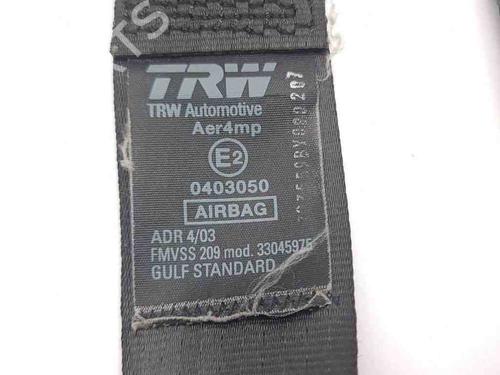 TRW
TRW Automotive
Aer4mp
E2
0403050
AIRBAG
ADR 4/03
FMVSS 209 mod. 33045975
GULF STANDARD